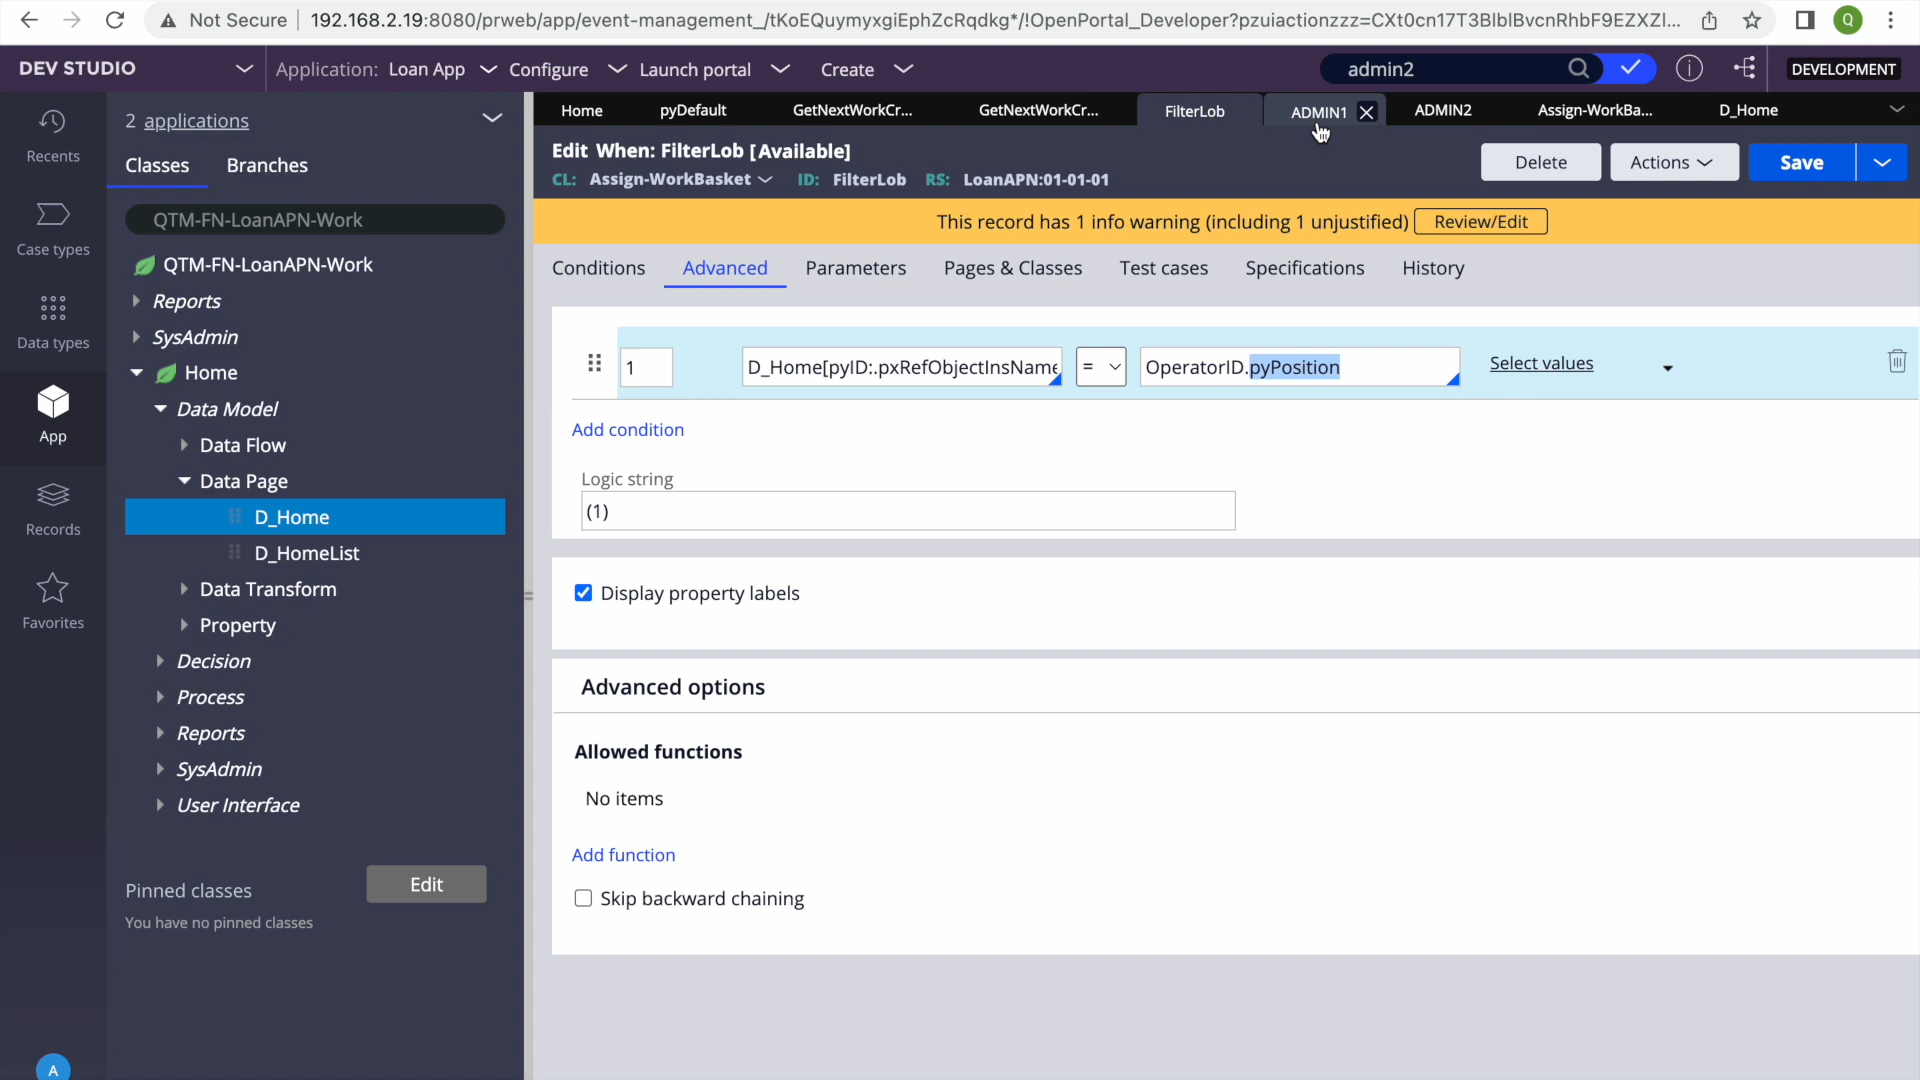 Not Secure
192.168.2.19:8080/prweb/app/event-management_/tKoEQuymyxgiEphZcRqdkg*/!OpenPortal_Developer?pzuiactionzzz=CXt0cn17T3BlblBvcnRhbF9EZXZl...
Q
DEV STUDIO
Application: Loan App
Configure
Launch portal
Create
admin2
DEVELOPMENT
Recents
Case types
Data types
App
Records
Favorites
A
2 applications
Classes
Branches
QTM-FN-LoanAPN-Work
QTM-FN-LoanAPN-Work
Reports
SysAdmin
Home
Data Model
Data Flow
Data Page
D_Home
D_HomeList
Data Transform
Property
Decision
Process
Reports
SysAdmin
User Interface
Pinned classes
Edit
You have no pinned classes
Home
pyDefault
GetNextWorkCr...
GetNextWorkCr...
FilterLob
ADMIN1
ADMIN2
Assign-WorkBa...
D_Home
Edit When: FilterLob [Available]
CL: Assign-WorkBasket ID: FilterLob RS: LoanAPN:01-01-01
Delete
Actions
Save
This record has 1 info warning (including 1 unjustified)
Review/Edit
Conditions
Advanced
Parameters
Pages & Classes
Test cases
Specifications
History
1
D_Home[pyID:.pxRefObjectInsName
=
OperatorID.pyPosition
Select values
Add condition
Logic string
(1)
Display property labels
Advanced options
Allowed functions
No items
Add function
Skip backward chaining